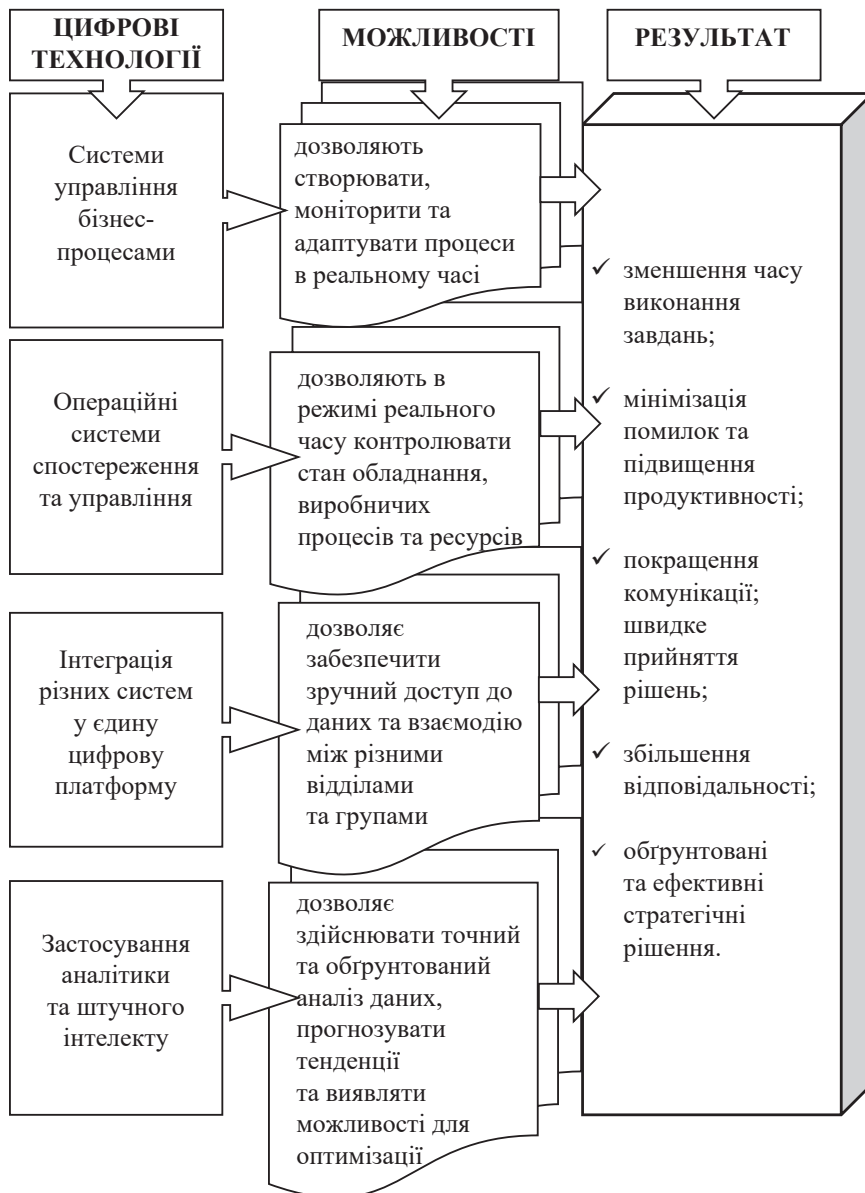 ЦИФРОВІ
ТЕХНОЛОГІЇ
МОЖЛИВОСТІ
РЕЗУЛЬТАТ
Системи
управління
бізнес-
процесами
дозволяють
створювати,
моніторити та
адаптувати процеси
в реальному часі
Операційні
системи
спостереження
та управління
дозволяють в
режимі реального
часу контролювати
стан обладнання,
виробничих
процесів та ресурсів
Інтеграція
різних систем
у єдину
цифрову
платформу
дозволяє
забезпечити
зручний доступ до
даних та взаємодію
між різними
відділами
та групами
Застосування
аналітики
та штучного
інтелекту
дозволяє
здійснювати точний
та обґрунтований
аналіз даних,
прогнозувати
тенденції
та виявляти
можливості для
оптимізації
✓ зменшення часу
виконання
завдань;
✓ мінімізація
помилок та
підвищення
продуктивності;
✓ покращення
комунікації;
швидке
прийняття
рішень;
✓ збільшення
відповідальності;
✓ обґрунтовані
та ефективні
стратегічні
рішення.